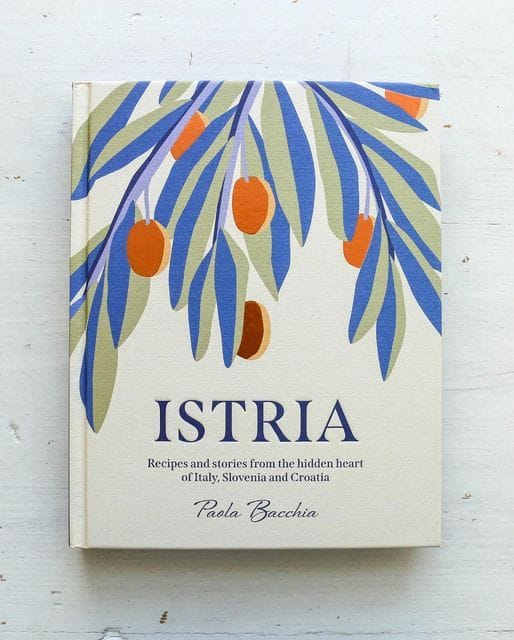 ISTRIA
Recipes and stories from the hidden heart
of Italy, Slovenia and Croatia
Paola Bacchia